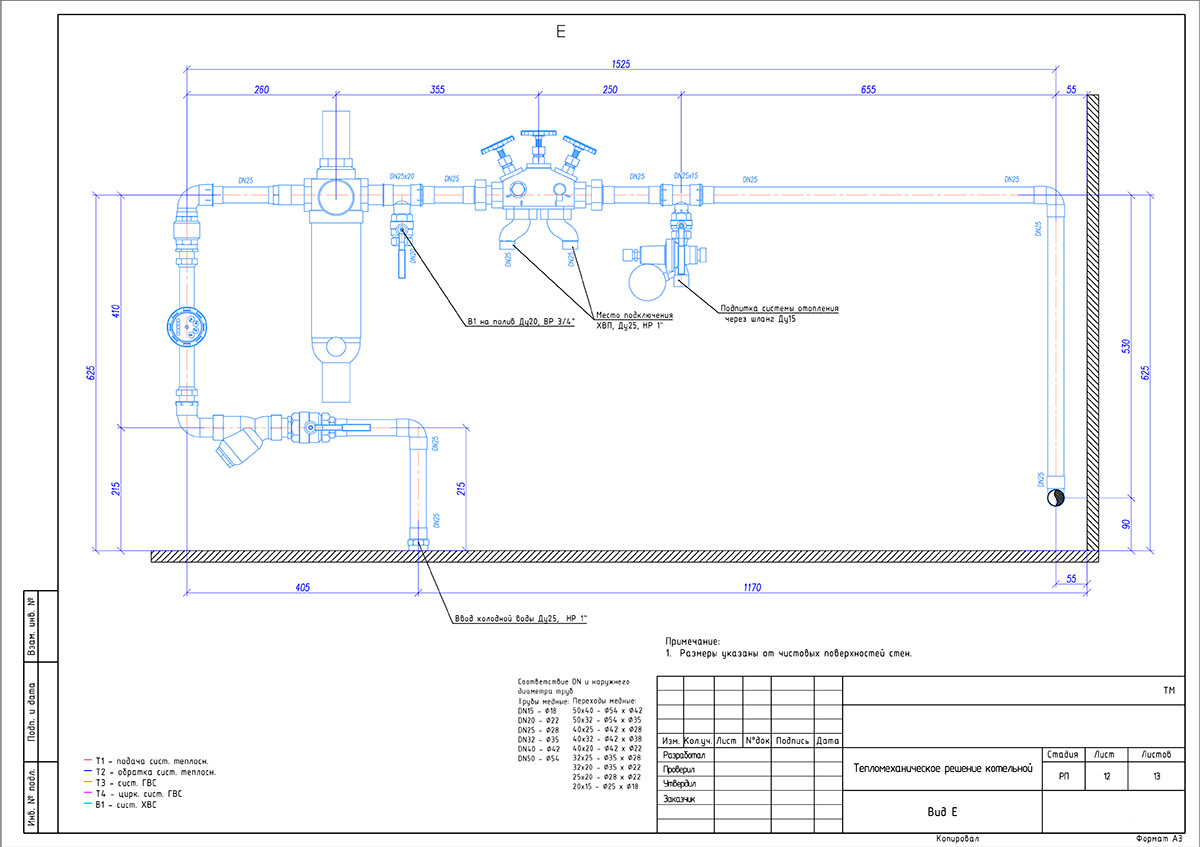 E
1525
260
355
250
655
55
DN25
DN25x20
DN25
DN25
DN25x15
DN25
DN25
DN25
DN20
DN25
DN25
В1 на полив Ду20, ВР 3/4"
Место подключения
ХВП, Ду25, НР 1"
Подпитка системы отопления
через шланг Ду15
410
625
530
625
DN25
DN25
215
215
DN25
90
55
405
1170
Ввод холодной воды Ду25, НР 1"
Примечание:
1. Размеры указаны от чистовых поверхностей стен.
Соответствие DN и наружнего
диаметра труб
Трубы медные: Переходы медные:
DN15 - Ø18 50x40 - Ø54 x Ø42
DN20 - Ø22 50x32 - Ø54 x Ø35
DN25 - Ø28 40x25 - Ø42 x Ø28
DN32 - Ø35 40x32 - Ø42 x Ø38
DN40 - Ø42 40x20 - Ø42 x Ø22
DN50 - Ø54 32x25 - Ø35 x Ø28
32x20 - Ø35 x Ø22
25x20 - Ø28 x Ø22
20x15 - Ø25 x Ø18
Т1 - подача сист. теплосн.
Т2 - обратка сист. теплосн.
Т3 - сист. ГВС
Т4 - цирк. сист. ГВС
В1 - сист. ХВС
Взам. инв. №
Подп. и дата
Инв. № подл.
ТМ
Изм. Кол.уч. Лист №док Подпись Дата
Разработал
Проверил
Утвердил
Заказчик
Тепломеханическое решение котельной
Стадия Лист Листов
РП 12 13
Вид Е
Копировал
Формат А3